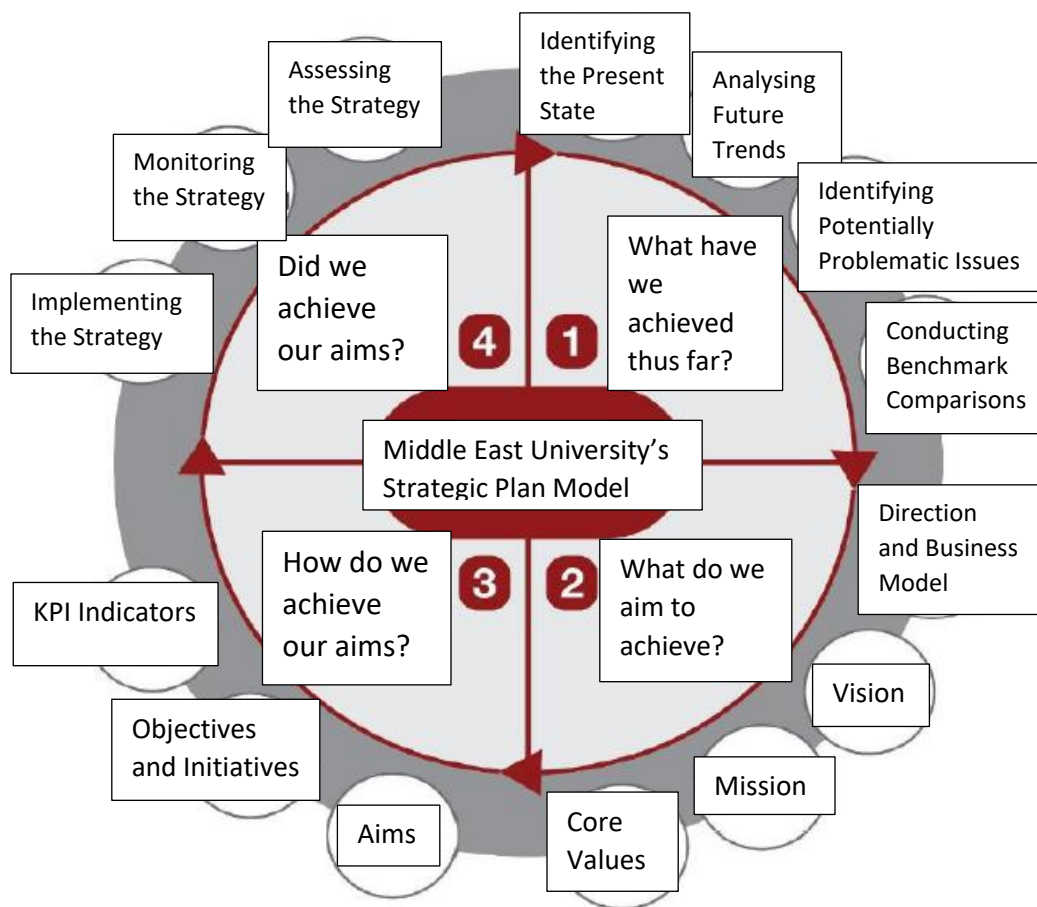 Identifying
the Present
State
Analysing
Future
Trends
Identifying
Potentially
Problematic Issues
Conducting
Benchmark
Comparisons
Direction
and Business
Model
Vision
Mission
Core
Values
Aims
Objectives
and Initiatives
KPI Indicators
Implementing
the Strategy
Monitoring
the Strategy
Assessing
the Strategy
What have
we
achieved
thus far?
1
What do we
aim to
achieve?
2
How do we
achieve
our aims?
3
Did we
achieve
our aims?
4
Middle East University’s
Strategic Plan Model